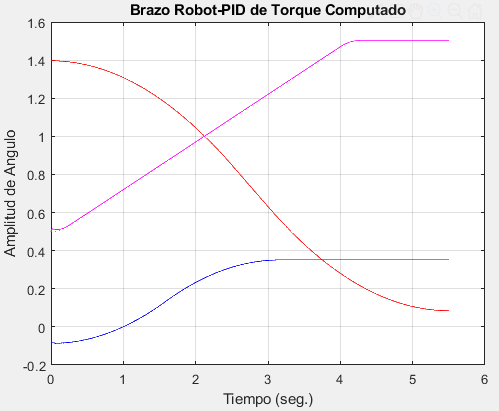 Brazo Robot-PID de Torque Computado
1.6
1.4
1.2
1
0.8
0.6
0.4
0.2
0
-0.2
Amplitud de Angulo
0 1 2 3 4 5 6
Tiempo (seg.)